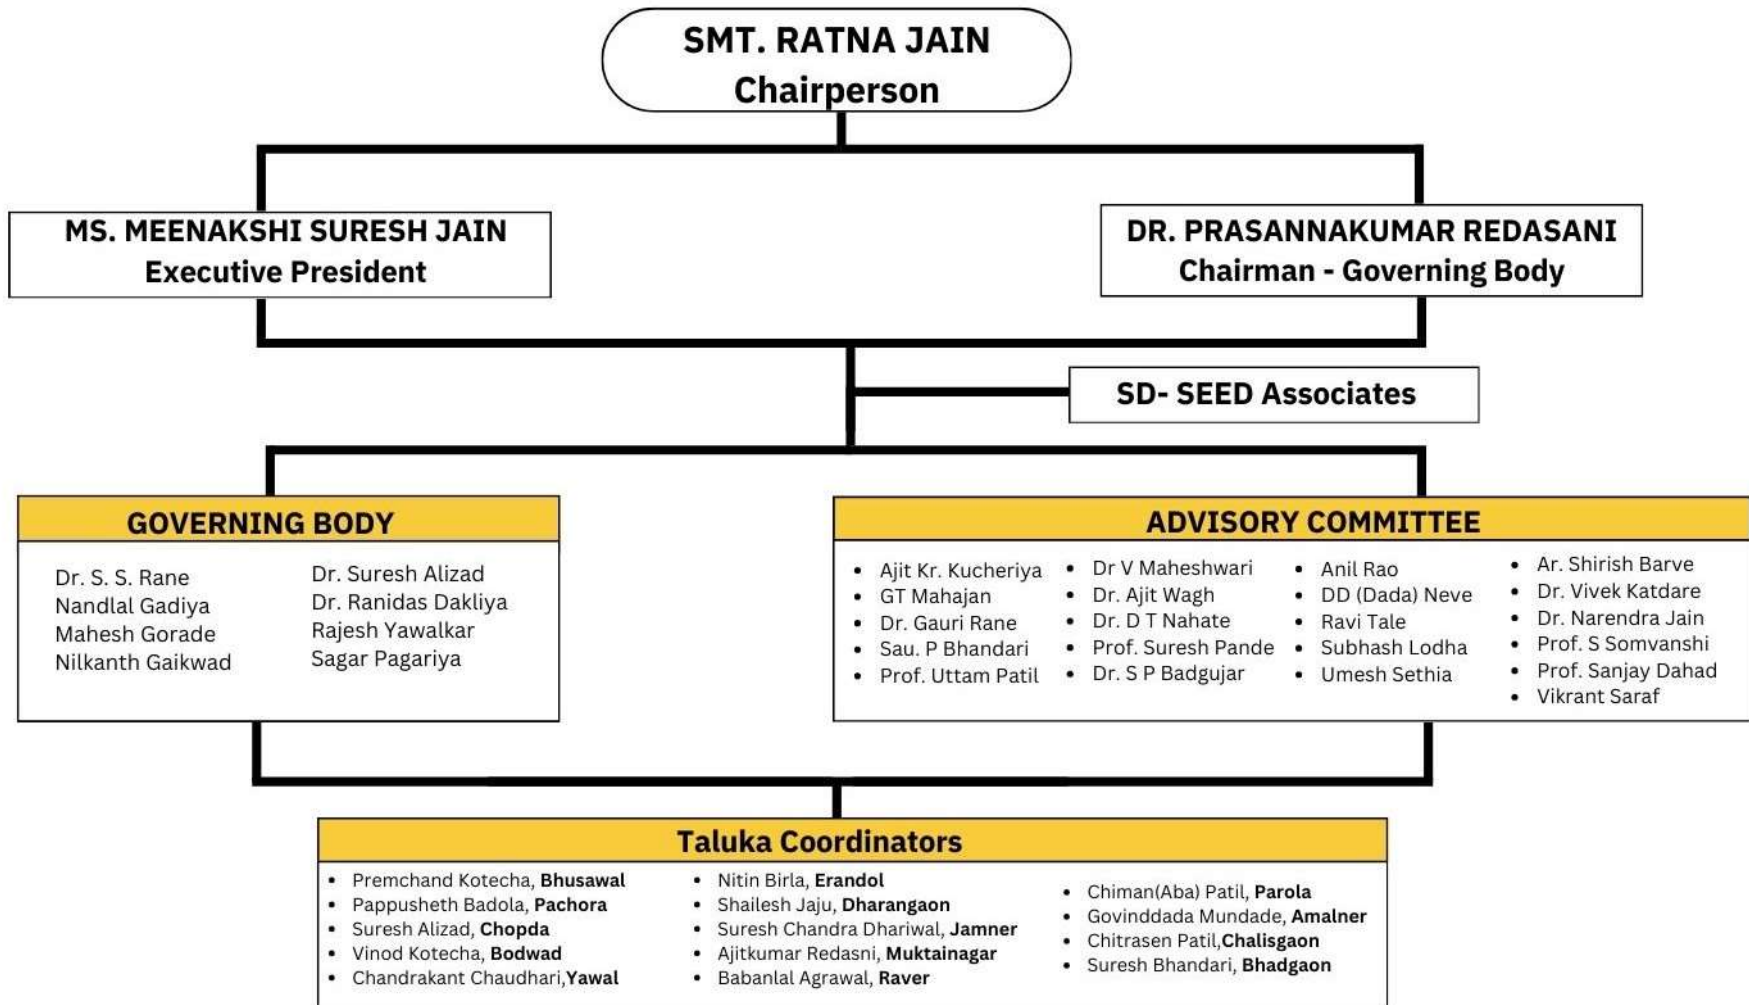 SMT. RATNA JAIN
Chairperson
MS. MEENAKSHI SURESH JAIN
Executive President
DR. PRASANNAKUMAR REDASANI
Chairman - Governing Body
SD- SEED Associates
GOVERNING BODY
Dr. S. S. Rane
Nandlal Gadiya
Mahesh Gorade
Nilkanth Gaikwad
Dr. Suresh Alizad
Dr. Ranidas Dakliya
Rajesh Yawalkar
Sagar Pagariya
ADVISORY COMMITTEE
• Ajit Kr. Kucheriya
• GT Mahajan
• Dr. Gauri Rane
• Sau. P Bhandari
• Prof. Uttam Patil
• Dr V Maheshwari
• Dr. Ajit Wagh
• Dr. D T Nahate
• Prof. Suresh Pande
• Dr. S P Badgujar
• Anil Rao
• DD (Dada) Neve
• Ravi Tale
• Subhash Lodha
• Umesh Sethia
• Ar. Shirish Barve
• Dr. Vivek Katdare
• Dr. Narendra Jain
• Prof. S Somvanshi
• Prof. Sanjay Dahad
• Vikrant Saraf
Taluka Coordinators
• Premchand Kotecha, Bhusawal
• Pappusheth Badola, Pachora
• Suresh Alizad, Chopda
• Vinod Kotecha, Bodwad
• Chandrakant Chaudhari,Yawal
• Nitin Birla, Erandol
• Shailesh Jaju, Dharangaon
• Suresh Chandra Dhariwal, Jamner
• Ajitkumar Redasni, Muktainagar
• Babanlal Agrawal, Raver
• Chiman(Aba) Patil, Parola
• Govinddada Mundade, Amalner
• Chitrasen Patil,Chalisgaon
• Suresh Bhandari, Bhadgaon